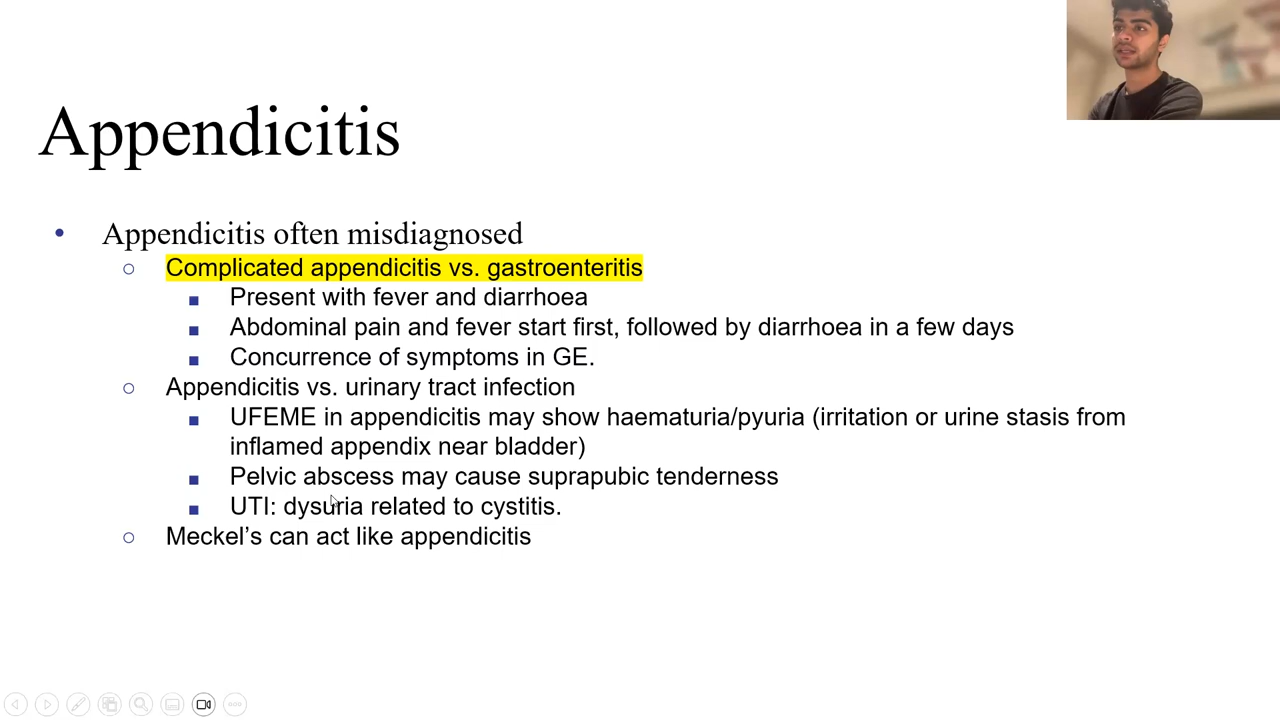 Appendicitis
• Appendicitis often misdiagnosed
○ Complicated appendicitis vs. gastroenteritis
■ Present with fever and diarrhoea
■ Abdominal pain and fever start first, followed by diarrhoea in a few days
■ Concurrence of symptoms in GE.
○ Appendicitis vs. urinary tract infection
■ UFEME in appendicitis may show haematuria/pyuria (irritation or urine stasis from
inflamed appendix near bladder)
■ Pelvic abscess may cause suprapubic tenderness
■ UTI: dysuria related to cystitis.
○ Meckel’s can act like appendicitis